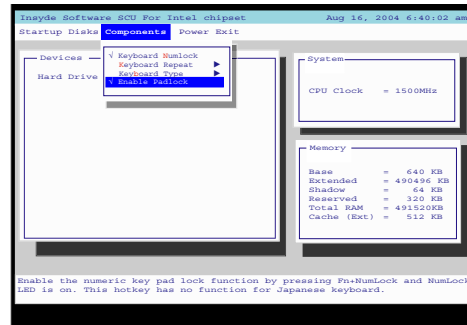 Insyde Software SCU For Intel chipset Aug 16, 2004 6:40:02 am
Startup Disks Components Power Exit
√ Keyboard Numlock
Keyboard Repeat ▶
Keyboard Type ▶
√ Enable Padlock
Devices
Hard Drive
System
CPU Clock = 1500MHz
Memory
Base = 640 KB
Extended = 490496 KB
Shadow = 64 KB
Reserved = 320 KB
Total RAM = 491520KB
Cache (Ext) = 512 KB
Enable the numeric key pad lock function by pressing Fn+NumLock and NumLock
LED is on. This hotkey has no function for Japanese keyboard.